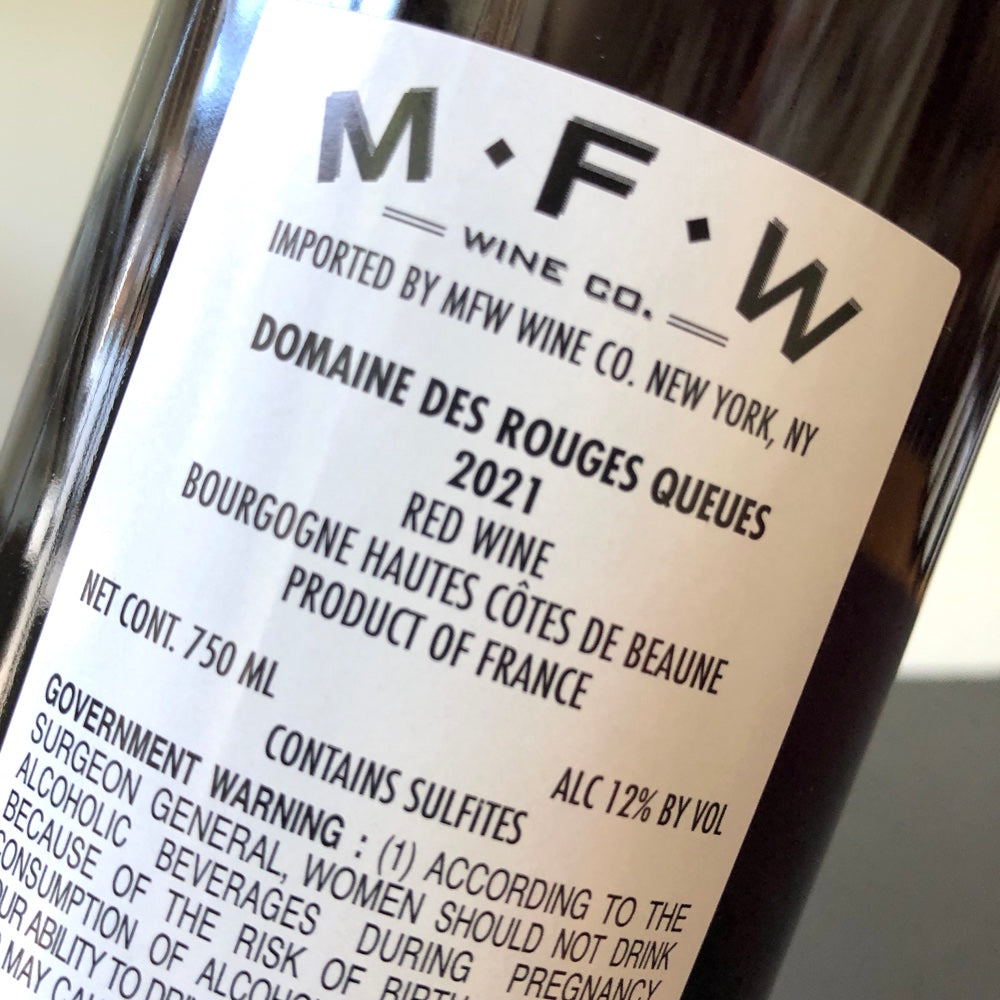 M · F · W
WINE CO.
IMPORTED BY MFW WINE CO. NEW YORK, NY
DOMAINE DES ROUGES QUEUES
2021
RED WINE
BOURGOGNE HAUTES CÔTES DE BEAUNE
PRODUCT OF FRANCE
NET CONT. 750 ML
ALC 12% BY VOL
CONTAINS SULFiTES
GOVERNMENT WARNING : (1) ACCORDING TO THE
SURGEON GENERAL, WOMEN SHOULD NOT DRINK
ALCOHOLIC BEVERAGES DURING PREGNANCY
BECAUSE OF THE RISK OF
CONSUMPTION OF
ABILITY TO
MAY